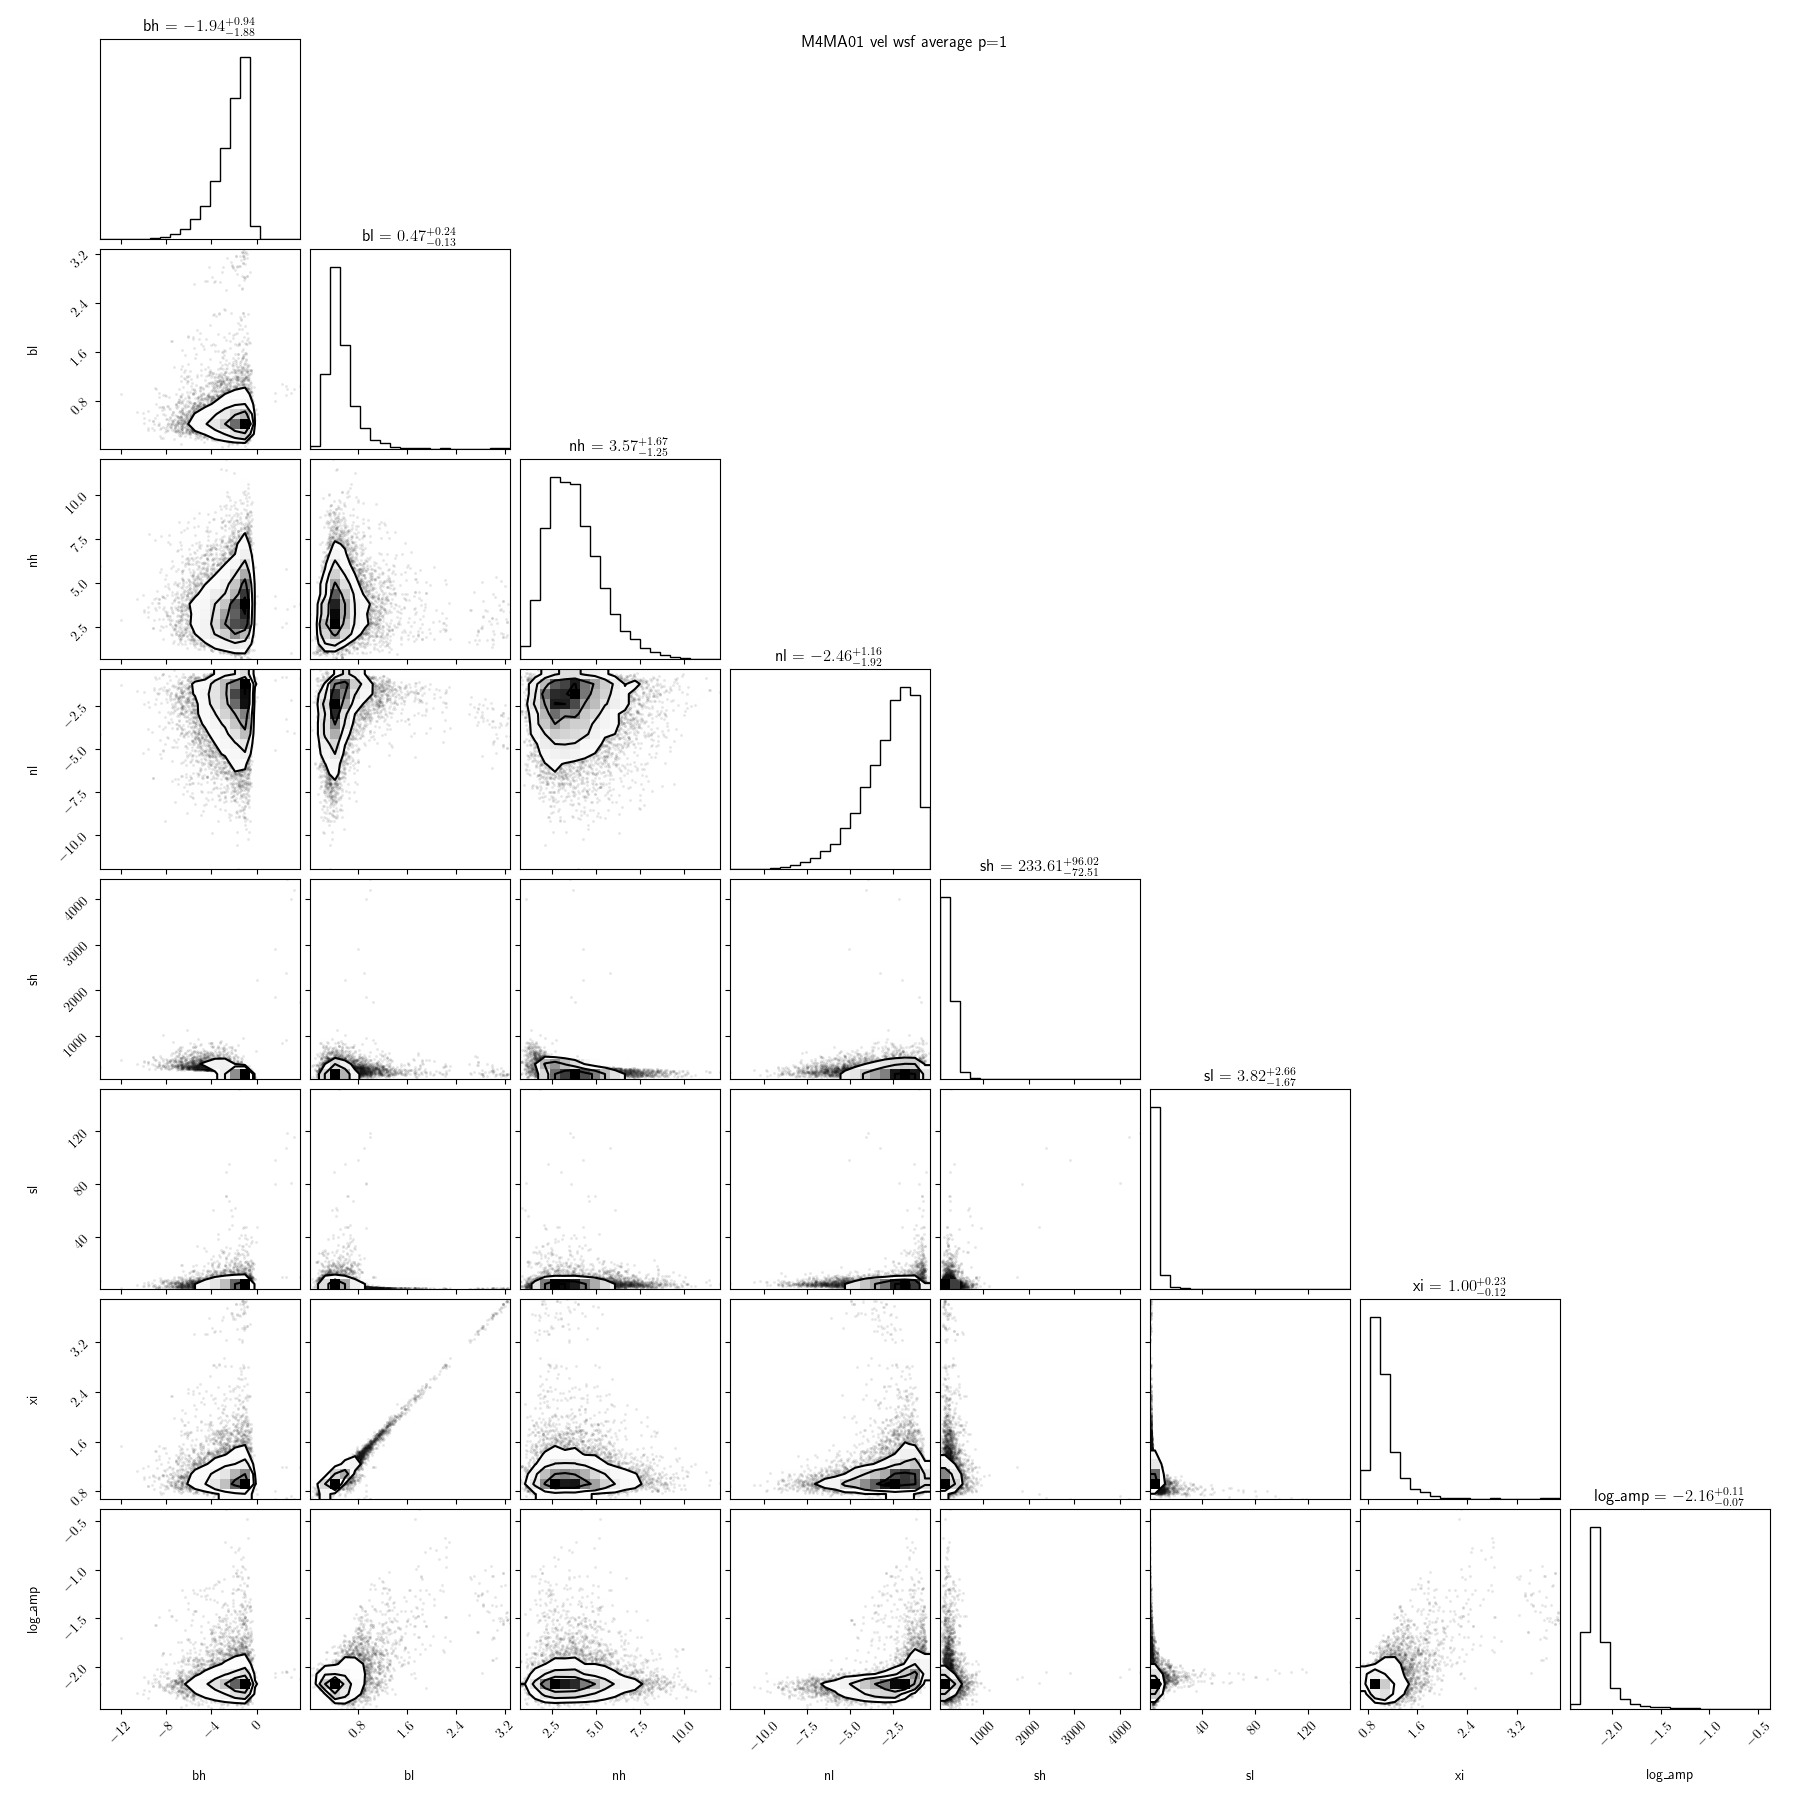 bh = −1.94+0.94−1.88
M4MA01 vel wsf average p=1
bl = 0.47+0.24−0.13
3.2
2.4
1.6
0.8
bl
nh = 3.57+1.67−1.25
10.0
7.5
5.0
2.5
nh
nl = −2.46+1.16−1.92
−2.5
−5.0
−7.5
−10.0
nl
sh = 233.61+96.02−72.51
4000
3000
2000
1000
sh
sl = 3.82+2.66−1.67
120
80
40
sl
xi = 1.00+0.23−0.12
3.2
2.4
1.6
0.8
xi
log_amp = −2.16+0.11−0.07
−0.5
−1.0
−1.5
−2.0
log_amp
−12 −8 −4 0 0.8 1.6 2.4 3.2 2.5 5.0 7.5 10.0 −10.0 −7.5 −5.0 −2.5 1000 2000 3000 4000 40 80 120 0.8 1.6 2.4 3.2 −2.0 −1.5 −1.0 −0.5
bh bl nh nl sh sl xi log_amp